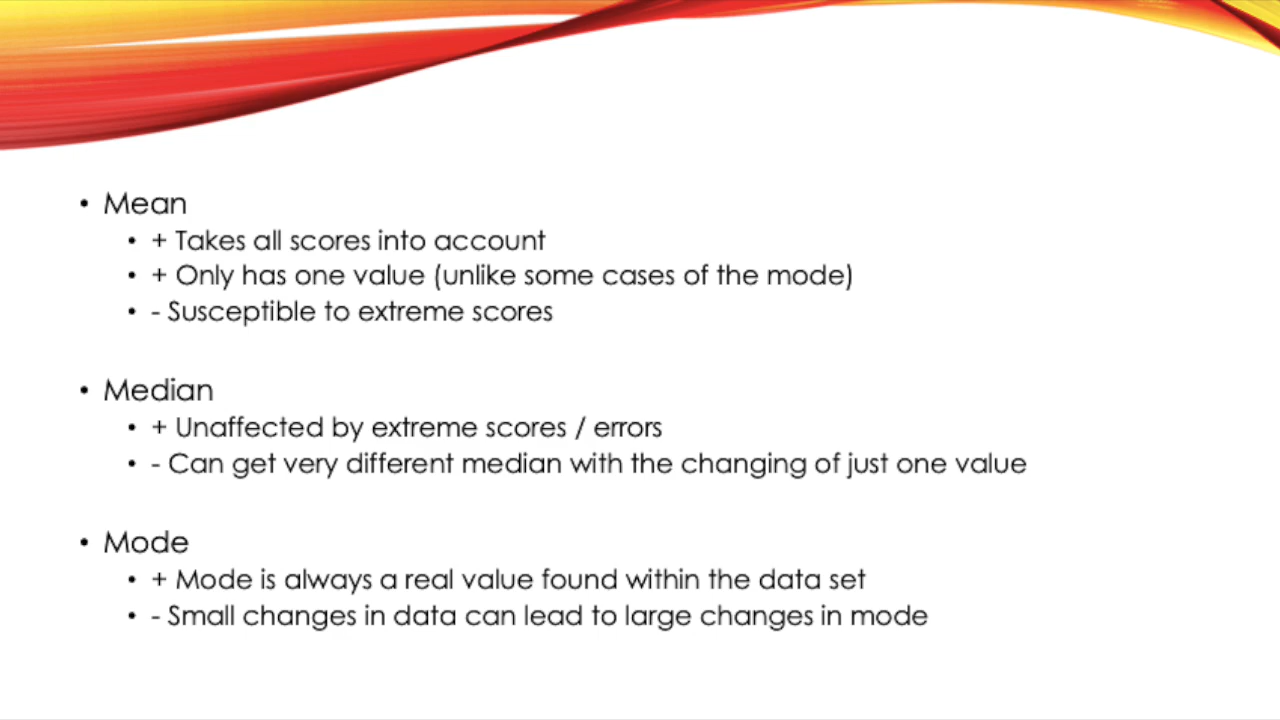 • Mean
• + Takes all scores into account
• + Only has one value (unlike some cases of the mode)
• - Susceptible to extreme scores
• Median
• + Unaffected by extreme scores / errors
• - Can get very different median with the changing of just one value
• Mode
• + Mode is always a real value found within the data set
• - Small changes in data can lead to large changes in mode